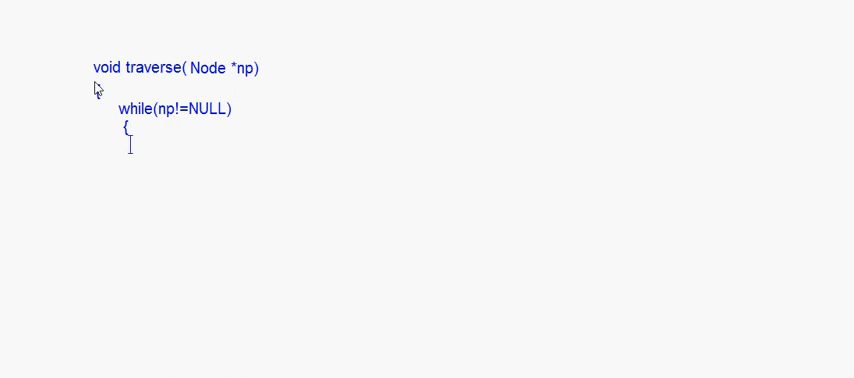 void traverse( Node *np)
{
while(np!=NULL)
{